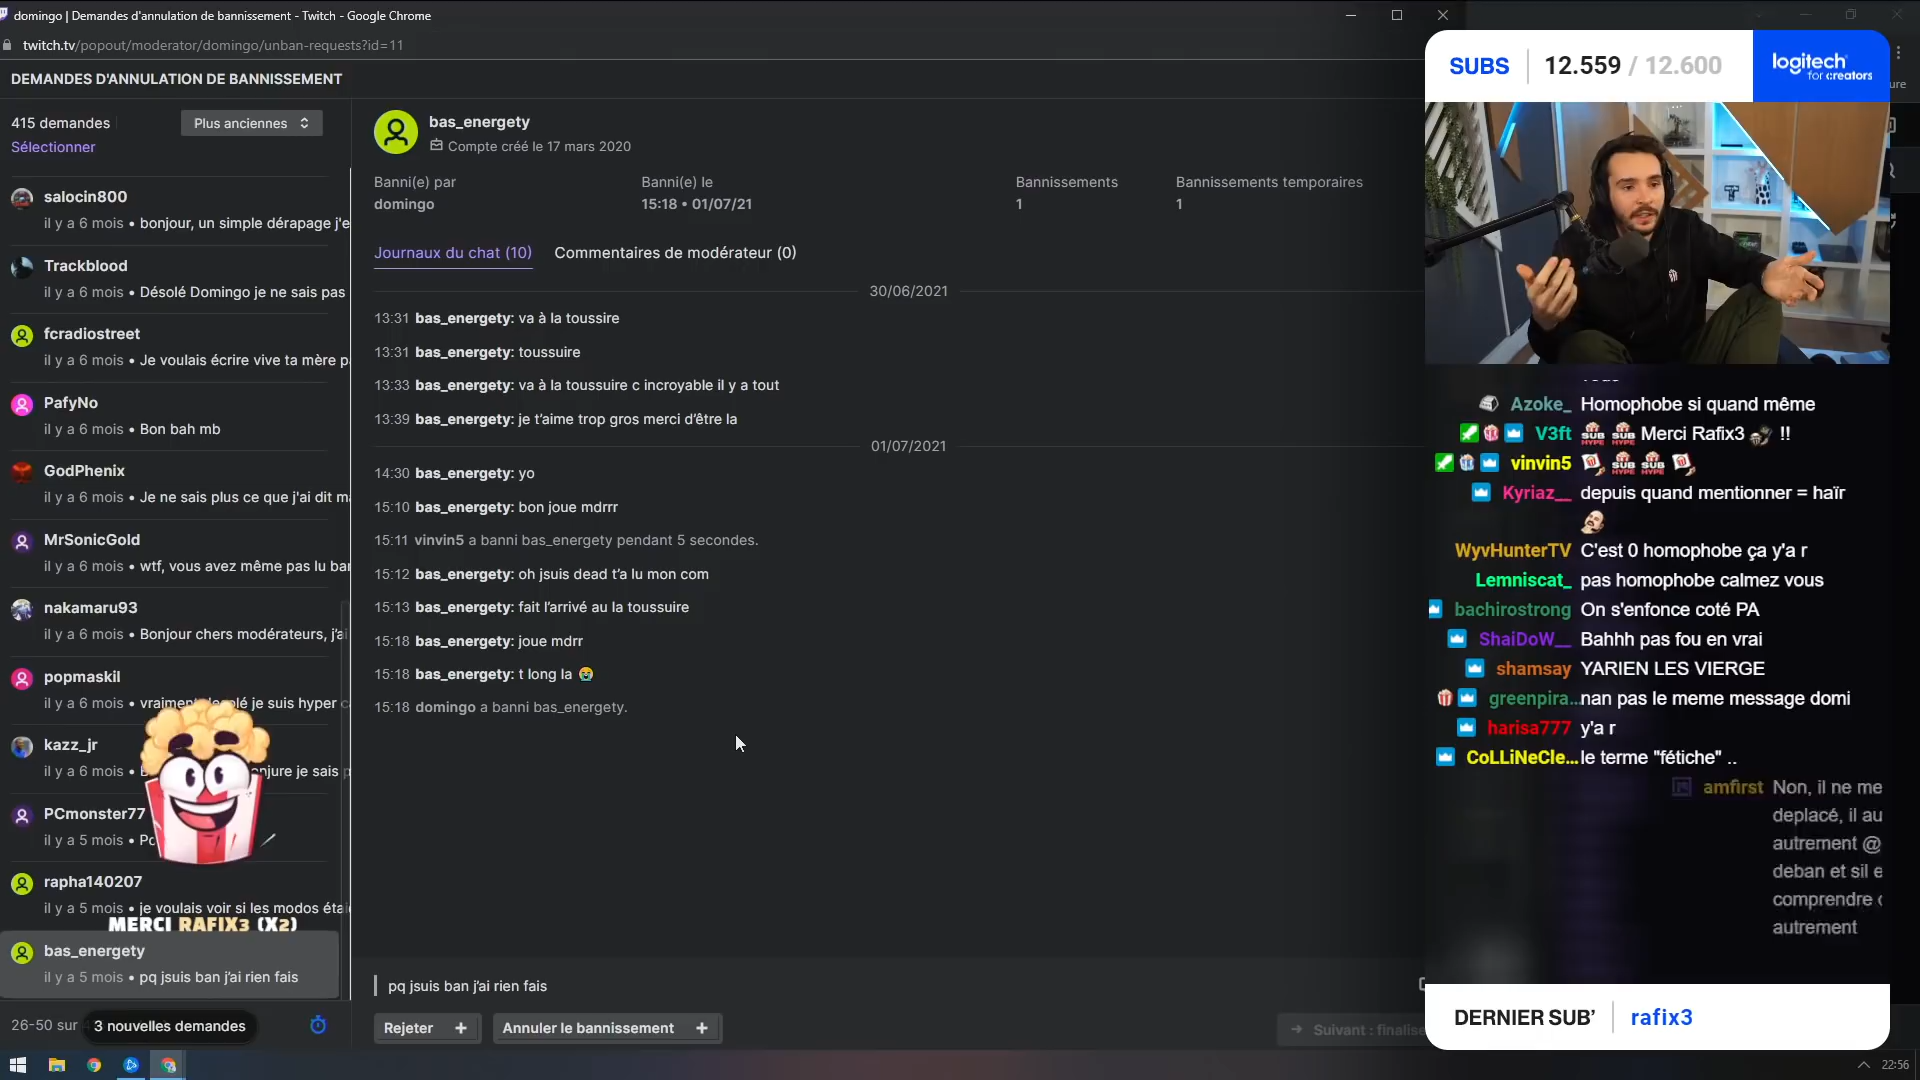 domingo | Demandes d'annulation de bannissement - Twitch - Google Chrome
twitch.tv/popout/moderator/domingo/unban-requests?id=11
DEMANDES D'ANNULATION DE BANNISSEMENT
415 demandes
Plus anciennes
Sélectionner
salocin800
il y a 6 mois • bonjour, un simple dérapage j'e
Trackblood
il y a 6 mois • Désolé Domingo je ne sais pas
fcradiostreet
il y a 6 mois • Je voulais écrire vive ta mère p
PafyNo
il y a 6 mois • Bon bah mb
GodPhenix
il y a 6 mois • Je ne sais plus ce que j'ai dit m
MrSonicGold
il y a 6 mois • wtf, vous avez même pas lu ba
nakamaru93
il y a 6 mois • Bonjour chers modérateurs, j'ai
popmaskil
il y a 6 mois • vraiment je suis hyper
kazz_jr
il y a 6 mois • je sais p
PCmonster77
il y a 5 mois •
rapha140207
il y a 5 mois • je voulais voir si les modos étai
MERCI RAFIX3 (X2)
bas_energety
il y a 5 mois • pq jsuis ban j'ai rien fais
26-50 sur
3 nouvelles demandes
bas_energety
Compte créé le 17 mars 2020
Banni(e) par
domingo
Banni(e) le
15:18 • 01/07/21
Bannissements
1
Bannissements temporaires
1
Journaux du chat (10)
Commentaires de modérateur (0)
30/06/2021
13:31 bas_energety: va à la toussire
13:31 bas_energety: toussuire
13:33 bas_energety: va à la toussuire c incroyable il y a tout
13:39 bas_energety: je t'aime trop gros merci d'être la
01/07/2021
14:30 bas_energety: yo
15:10 bas_energety: bon joue mdrrr
15:11 vinvin5 a banni bas_energety pendant 5 secondes.
15:12 bas_energety: oh jsuis dead t'a lu mon com
15:13 bas_energety: fait l'arrivé au la toussuire
15:18 bas_energety: joue mdrr
15:18 bas_energety: t long la 😭
15:18 domingo a banni bas_energety.
pq jsuis ban j'ai rien fais
Rejeter +
Annuler le bannissement +
→ Suivant : finalise
SUBS
12.559 / 12.600
logitech
for creators
Azoke_ Homophobe si quand même
V3ft SUB HYPE SUB HYPE Merci Rafix3 !!
vinvin5 SUB HYPE SUB HYPE
Kyriaz__ depuis quand mentionner = haïr
WyvHunterTV C'est 0 homophobe ça y'a r
Lemniscat_ pas homophobe calmez vous
bachirostrong On s'enfonce coté PA
ShaiDoW__ Bahhh pas fou en vrai
shamsay YARIEN LES VIERGE
greenpira... nan pas le meme message domi
harisa777 y'a r
CoLLiNeCle... le terme "fétiche" ..
amfirst Non, il ne me
deplacé, il au
autrement @
deban et sil e
comprendre
autrement
DERNIER SUB'
rafix3
22:56